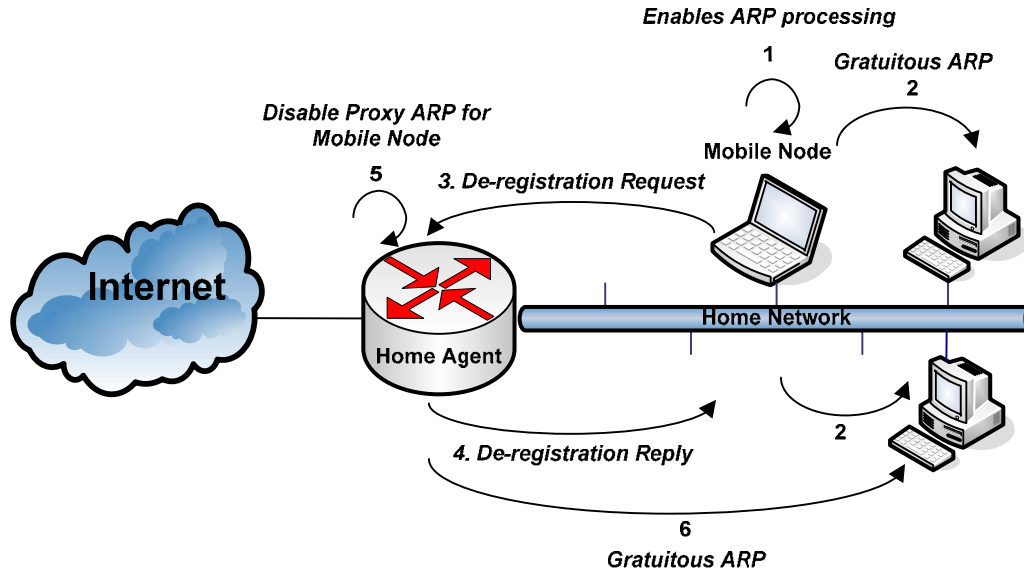 Enables ARP processing
1
Gratuitous ARP
2
Disable Proxy ARP for
Mobile Node
5
Mobile Node
3. De-registration Request
Internet
Home Network
Home Agent
2
4. De-registration Reply
6
Gratuitous ARP